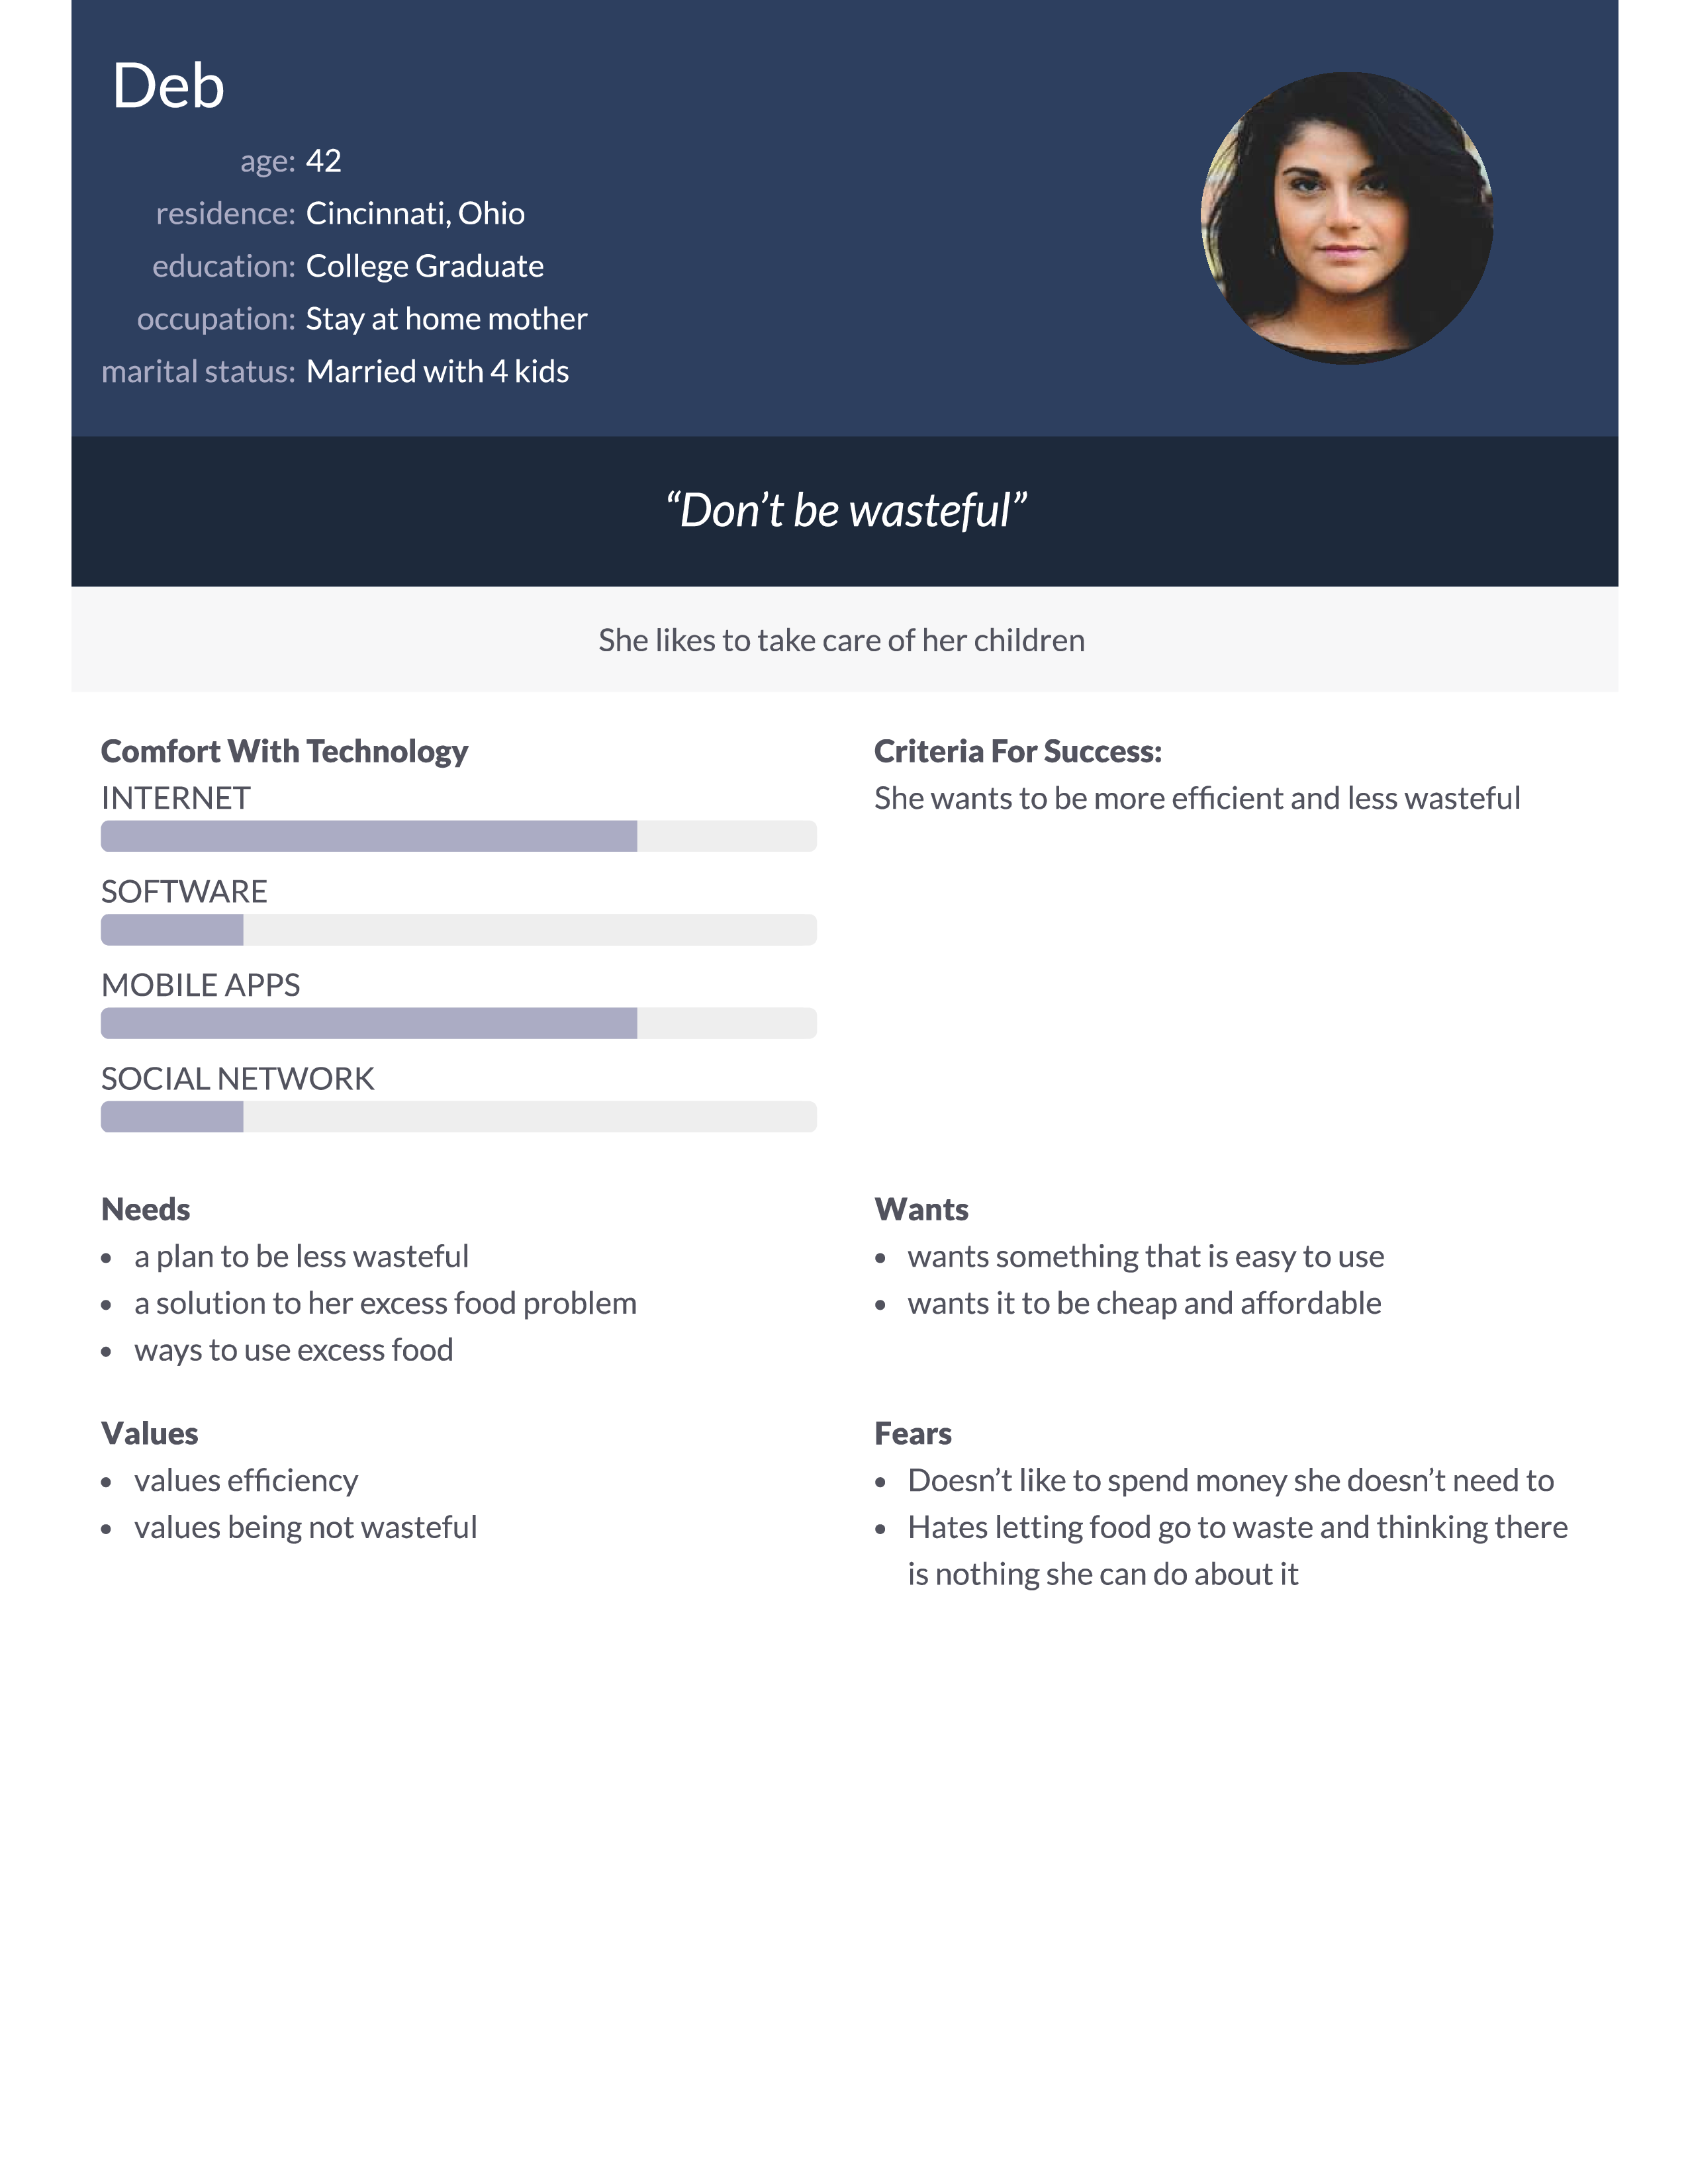 Deb
age: 42
residence: Cincinnati, Ohio
education: College Graduate
occupation: Stay at home mother
marital status: Married with 4 kids
“Don’t be wasteful”
She likes to take care of her children
Comfort With Technology
INTERNET
SOFTWARE
MOBILE APPS
SOCIAL NETWORK
Criteria For Success:
She wants to be more efficient and less wasteful
Needs
• a plan to be less wasteful
• a solution to her excess food problem
• ways to use excess food
Wants
• wants something that is easy to use
• wants it to be cheap and affordable
Values
• values efficiency
• values being not wasteful
Fears
• Doesn’t like to spend money she doesn’t need to
• Hates letting food go to waste and thinking there
is nothing she can do about it